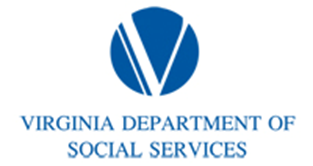 VIRGINIA DEPARTMENT OF
SOCIAL SERVICES